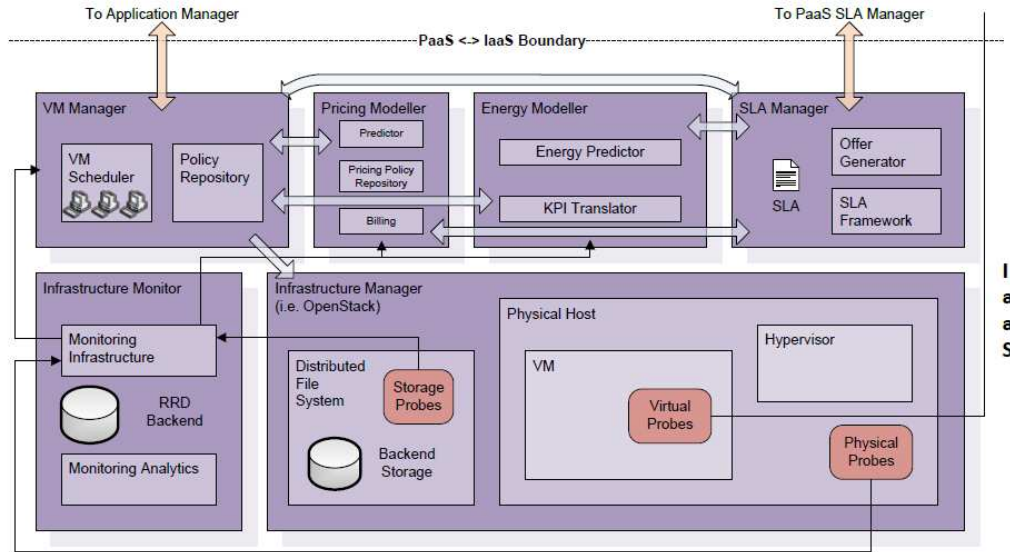 To Application Manager
To PaaS SLA Manager
PaaS <-> IaaS Boundary
VM Manager
VM
Scheduler
Policy
Repository
Pricing Modeller
Predictor
Pricing Policy
Repository
Billing
Energy Modeller
Energy Predictor
KPI Translator
SLA Manager
SLA
Offer
Generator
SLA
Framework
Infrastructure Monitor
Monitoring
Infrastructure
RRD
Backend
Monitoring Analytics
Infrastructure Manager
(i.e. OpenStack)
Distributed
File
System
Storage
Probes
Backend
Storage
Physical Host
VM
Virtual
Probes
Hypervisor
Physical
Probes
I
a
a
S